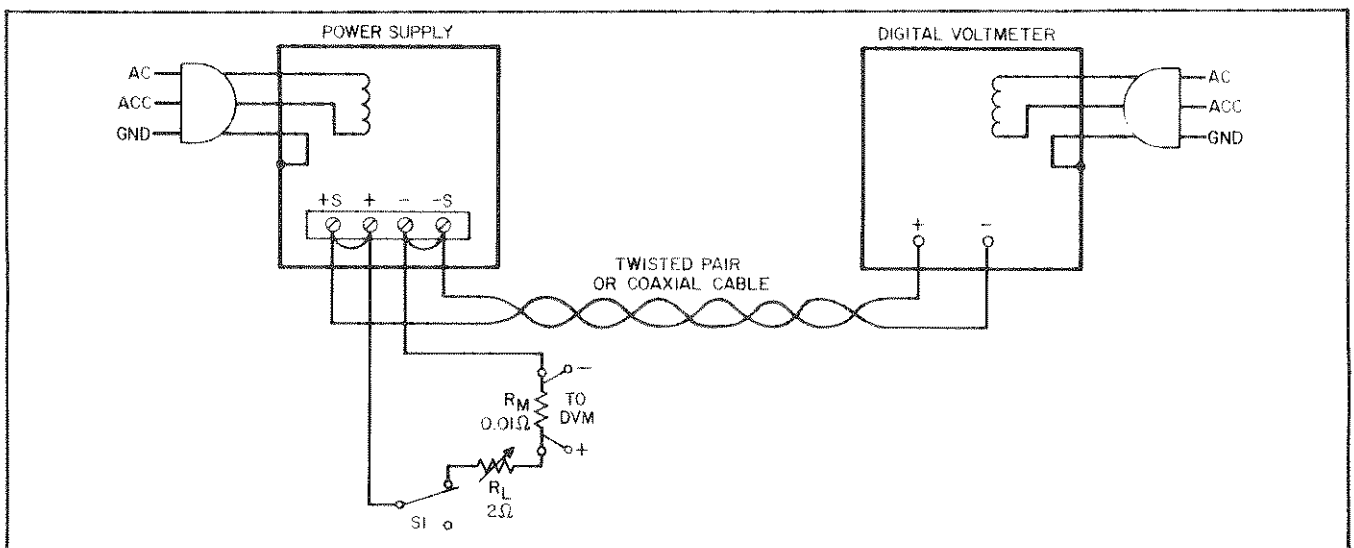 POWER SUPPLY
DIGITAL VOLTMETER
AC
ACC
GND
AC
ACC
GND
+S + - -S
+ -
TWISTED PAIR
OR COAXIAL CABLE
-
RM
0.01Ω
TO
DVM
+
RL
2Ω
S1